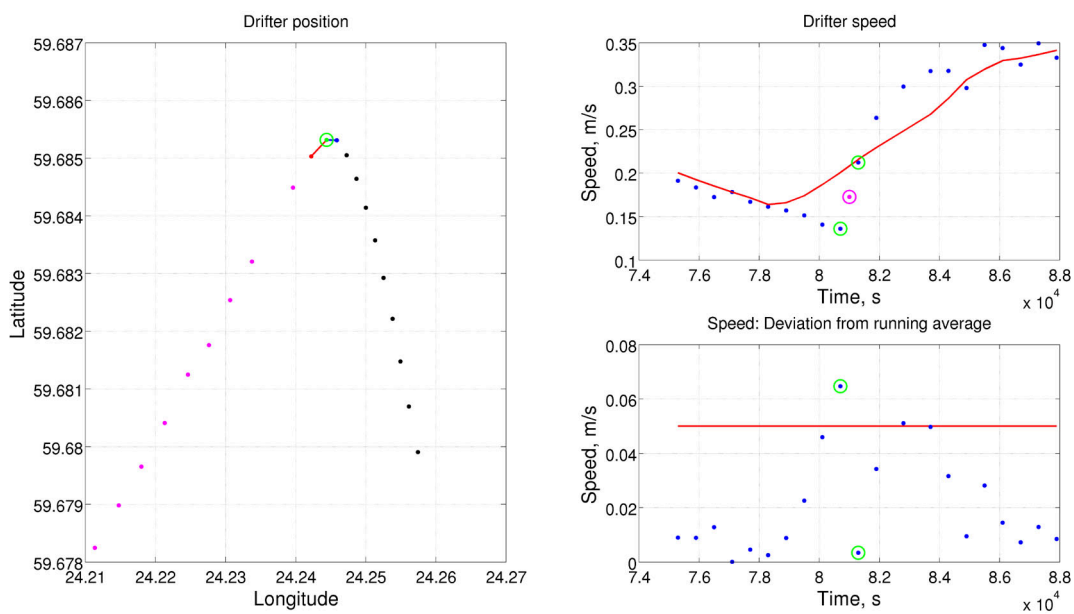 Drifter position
59.687
59.686
59.685
59.684
59.683
59.682
59.681
59.68
59.679
59.678
Latitude
24.21 24.22 24.23 24.24 24.25 24.26 24.27
Longitude
Drifter speed
0.35
0.3
0.25
0.2
0.15
0.1
Speed, m/s
7.4 7.6 7.8 8 8.2 8.4 8.6 8.8
Time, s
x 10^4
Speed: Deviation from running average
0.08
0.06
0.04
0.02
0
Speed, m/s
7.4 7.6 7.8 8 8.2 8.4 8.6 8.8
Time, s
x 10^4